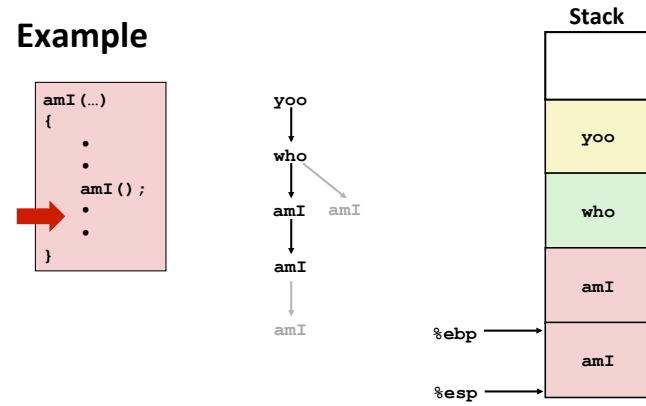 Example
Stack
amI(…)
{
•
•
amI();
•
•
}
yoo
who
amI amI
amI
amI
yoo
who
amI
%ebp
amI
%esp